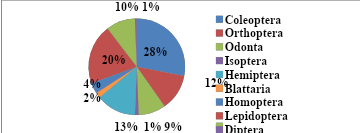 10% 1%
28%
20%
4%
2%
12%
13% 1% 9%
Coleoptera
Orthoptera
Odonta
Isoptera
Hemiptera
Blattaria
Homoptera
Lepidoptera
Diptera